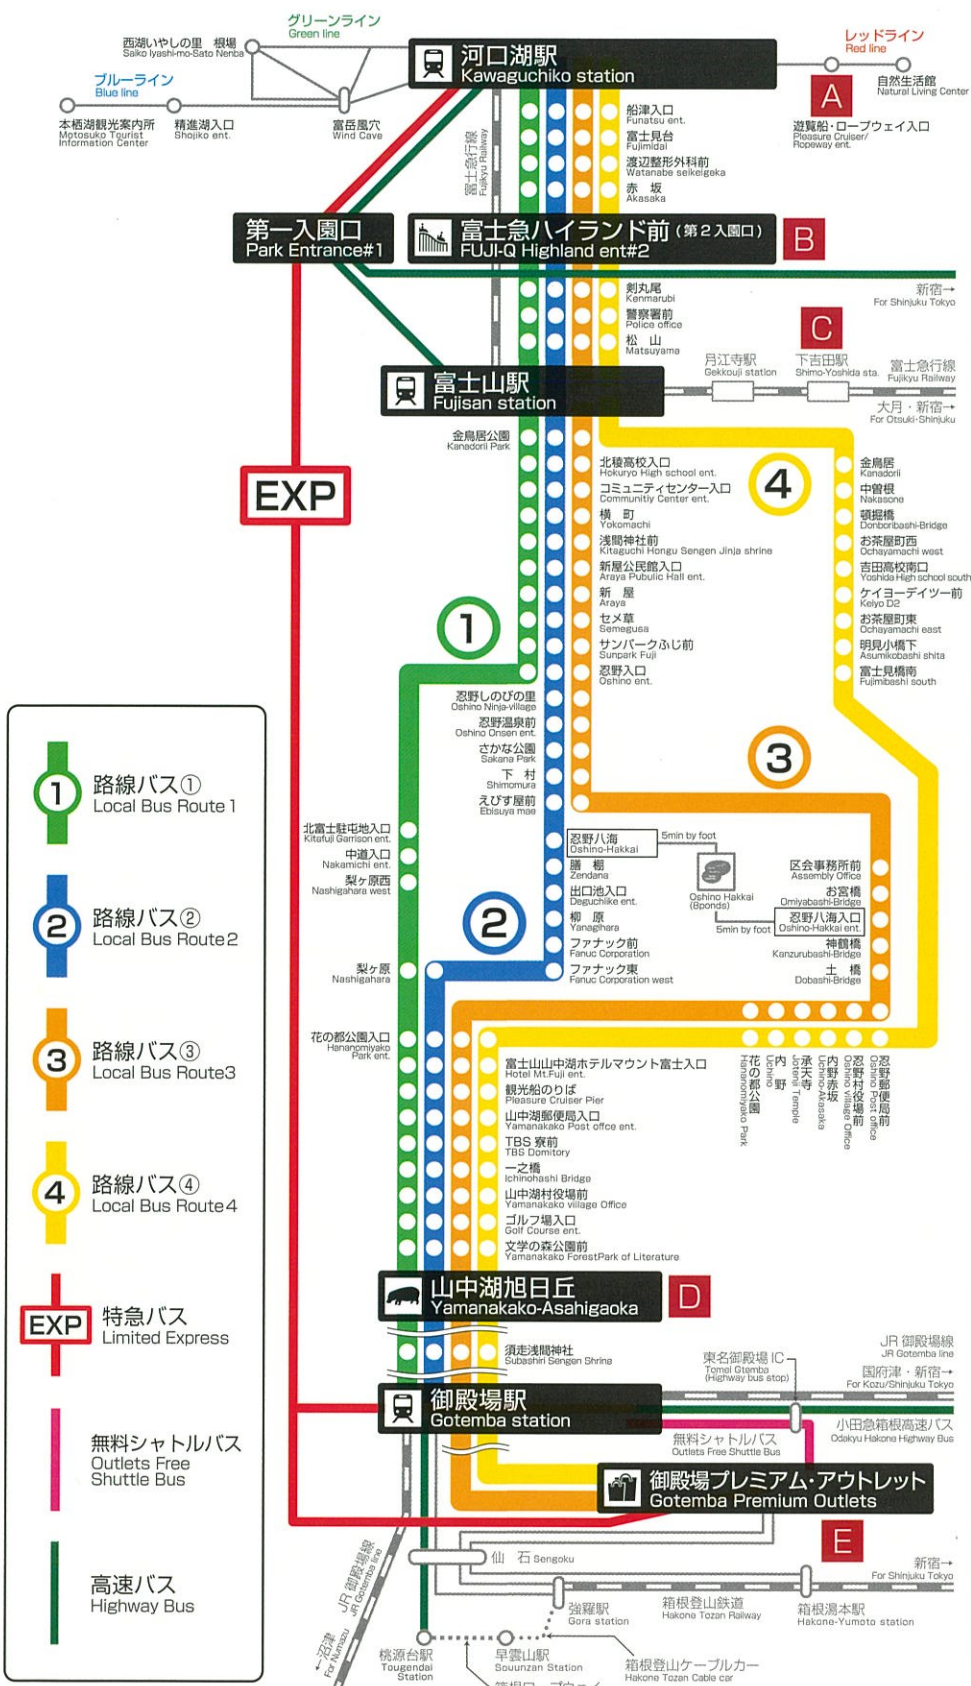 グリーンライン
Green line
西湖いやしの里 根場
Saiko Iyashi-no-Sato Nenba
ブルーライン
Blue line
本栖湖観光案内所
Motosuko Tourist
Information Center
精進湖入口
Shojiko ent.
富岳風穴
Wind Cave
河口湖駅
Kawaguchiko station
レッドライン
Red line
自然生活館
Natural Living Center
A
遊覧船・ロープウェイ入口
Pleasure Cruiser/
Ropeway ent.
富士急行線
Fujikyu Railway
船津入口
Funatsu ent.
富士見台
Fujimidai
渡辺整形外科前
Watanabe seikeigeka
赤坂
Akasaka
第一入園口
Park Entrance#1
富士急ハイランド前(第2入園口)
FUJI-Q Highland ent#2
B
新宿→
For Shinjuku Tokyo
剣丸尾
Kenmarubi
警察署前
Police office
松山
Matsuyama
C
富士山駅
Fujisan station
月江寺駅
Gekkouji station
下吉田駅
Shimo-Yoshida sta.
富士急行線
Fujikyu Railway
大月・新宿→
For Otsuki-Shinjuku
EXP
金鳥居公園
Kanadorii Park
北稜高校入口
Hokuryo High school ent.
コミュニティセンター入口
Communitiy Center ent.
横町
Yokomachi
浅間神社前
Kitaguchi Hongu Sengen Jinja shrine
新屋公民館入口
Araya Pubulic Hall ent.
新屋
Araya
セメ草
Semegusa
サンパークふじ前
Sunpark Fuji
忍野入口
Oshino ent.
4
金鳥居
Kanadorii
中曽根
Nakasone
頓掘橋
Donboribashi-Bridge
お茶屋町西
Ochayamachi west
吉田高校南口
Yoshida High school south
ケイヨーデイツー前
Keiyo D2
お茶屋町東
Ochayamachi east
明見小橋下
Asumikobashi shita
富士見橋南
Fujimibashi south
1
忍野しのびの里
Oshino Ninja-village
忍野温泉前
Oshino Onsen ent.
さかな公園
Sakana Park
下村
Shimomura
えびす屋前
Ebisuya mae
3
北富士駐屯地入口
Kitafuji Garrison ent.
中道入口
Nakamichi ent.
梨ヶ原西
Nashigahara west
梨ヶ原
Nashigahara
花の都公園入口
Hananomiyako
Park ent.
2
忍野八海
Oshino-Hakkai
5min by foot
膳棚
Zendana
出口池入口
Deguchiike ent.
柳原
Yanagihara
ファナック前
Fanuc Corporation
ファナック東
Fanuc Corporation west
Oshino Hakkai
(8ponds)
5min by foot
区会事務所前
Assembly Office
お宮橋
Omiyabashi-Bridge
忍野八海入口
Oshino-Hakkai ent.
神鶴橋
Kanzurubashi-Bridge
土橋
Dobashi-Bridge
花の都公園
Hananomiyako Park
内野
Uchino
承天寺
Jotenji Temple
内野赤坂
Uchino-Akasaka
忍野村役場前
Oshino village Office
忍野郵便局前
Oshino Post office
富士山山中湖ホテルマウント富士入口
Hotel Mt.Fuji ent.
観光船のりば
Pleasure Cruiser Pier
山中湖郵便局入口
Yamanakako Post offce ent.
TBS 寮前
TBS Domitory
一之橋
Ichinohashi Bridge
山中湖村役場前
Yamanakako village Office
ゴルフ場入口
Golf Course ent.
文学の森公園前
Yamanakako ForestPark of Literature
山中湖旭日丘
Yamanakako-Asahigaoka
D
須走浅間神社
Subashiri Sengen Shrine
御殿場駅
Gotemba station
東名御殿場 IC
Tomei Gtemba
(Highway bus stop)
JR 御殿場線
JR Gotemba line
国府津・新宿→
For Kozu/Shinjuku Tokyo
小田急箱根高速バス
Odakyu Hakone Highway Bus
無料シャトルバス
Outlets Free Shuttle Bus
御殿場プレミアム・アウトレット
Gotemba Premium Outlets
E
JR 御殿場線
JR Gotemba line
←沼津
For Numazu
仙石 Sengoku
新宿→
For Shinjuku Tokyo
強羅駅
Gora station
箱根登山鉄道
Hakone Tozan Railway
箱根湯本駅
Hakone-Yumoto station
桃源台駅
Tougendai
Station
早雲山駅
Souunzan Station
箱根登山ケーブルカー
Hakone Tozan Cable car
1
路線バス①
Local Bus Route 1
2
路線バス②
Local Bus Route2
3
路線バス③
Local Bus Route3
4
路線バス④
Local Bus Route4
EXP
特急バス
Limited Express
無料シャトルバス
Outlets Free
Shuttle Bus
高速バス
Highway Bus